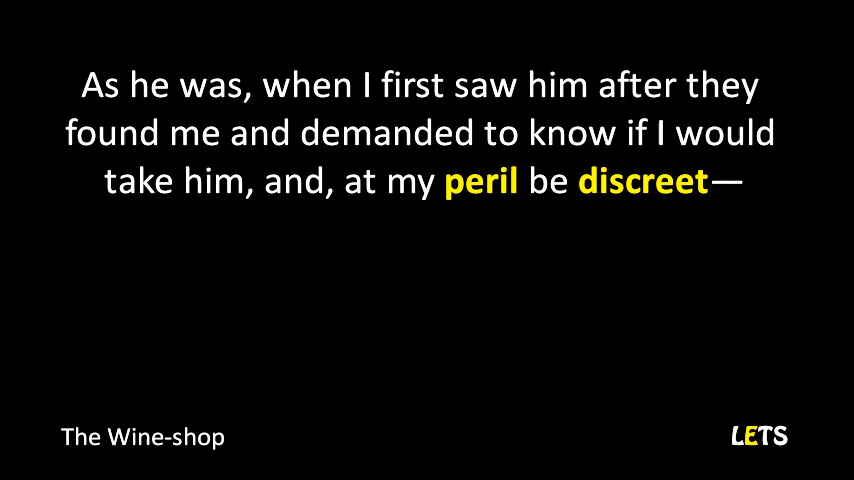 As he was, when I first saw him after they
found me and demanded to know if I would
take him, and, at my peril be discreet—
The Wine-shop
LETS